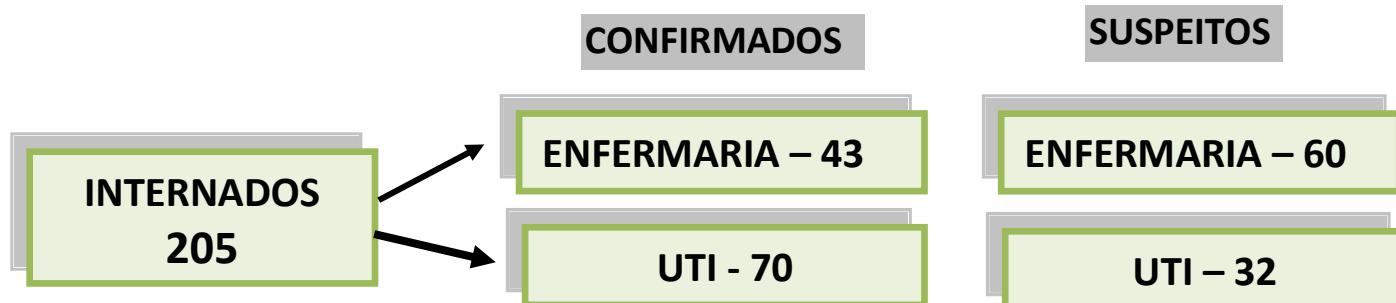 CONFIRMADOS
SUSPEITOS
INTERNADOS
205
ENFERMARIA – 43
ENFERMARIA – 60
UTI - 70
UTI – 32